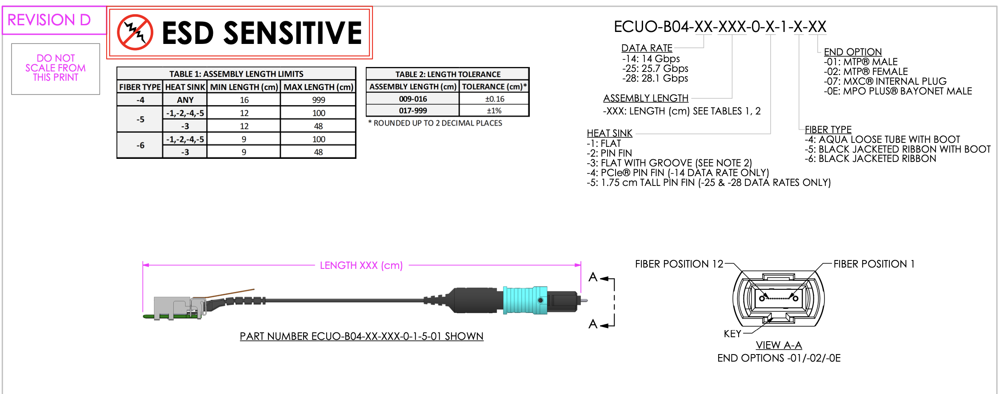 REVISION D
ESD SENSITIVE
DO NOT
SCALE FROM
THIS PRINT
TABLE 1: ASSEMBLY LENGTH LIMITS
FIBER TYPE HEAT SINK MIN LENGTH (cm) MAX LENGTH (cm)
-4 ANY 16 999
-5 -1,-2,-4,-5 12 100
-3 12 48
-6 -1,-2,-4,-5 9 100
-3 9 48
TABLE 2: LENGTH TOLERANCE
ASSEMBLY LENGTH (cm) TOLERANCE (cm)*
009-016 ±0.16
017-999 ±1%
* ROUNDED UP TO 2 DECIMAL PLACES
ECUO-B04-XX-XXX-0-X-1-X-XX
DATA RATE
-14: 14 Gbps
-25: 25.7 Gbps
-28: 28.1 Gbps
ASSEMBLY LENGTH
-XXX: LENGTH (cm) SEE TABLES 1, 2
HEAT SINK
-1: FLAT
-2: PIN FIN
-3: FLAT WITH GROOVE (SEE NOTE 2)
-4: PCIe® PIN FIN (-14 DATA RATE ONLY)
-5: 1.75 cm TALL PIN FIN (-25 & -28 DATA RATES ONLY)
END OPTION
-01: MTP® MALE
-02: MTP® FEMALE
-07: MXC® INTERNAL PLUG
-0E: MPO PLUS® BAYONET MALE
FIBER TYPE
-4: AQUA LOOSE TUBE WITH BOOT
-5: BLACK JACKETED RIBBON WITH BOOT
-6: BLACK JACKETED RIBBON
LENGTH XXX (cm)
A
A
PART NUMBER ECUO-B04-XX-XXX-0-1-5-01 SHOWN
FIBER POSITION 12
FIBER POSITION 1
KEY
VIEW A-A
END OPTIONS -01/-02/-0E